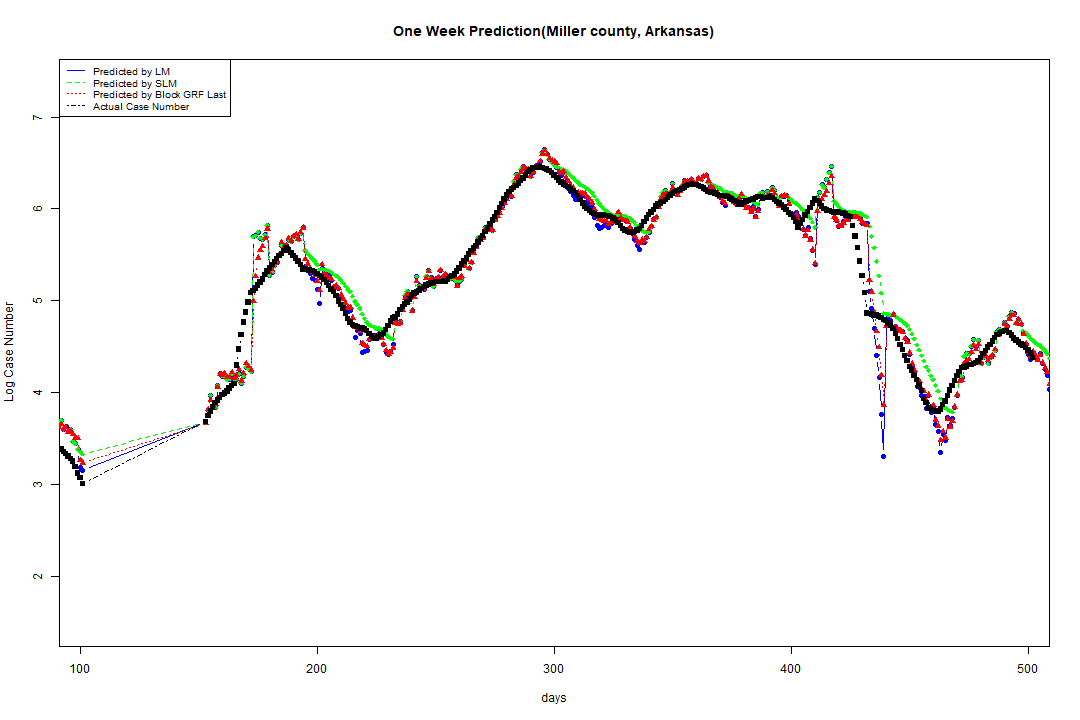 One Week Prediction(Miller county, Arkansas)
Predicted by LM
Predicted by SLM
Predicted by Block GRF Last
Actual Case Number
Log Case Number
7
6
5
4
3
2
100 200 300 400 500
days